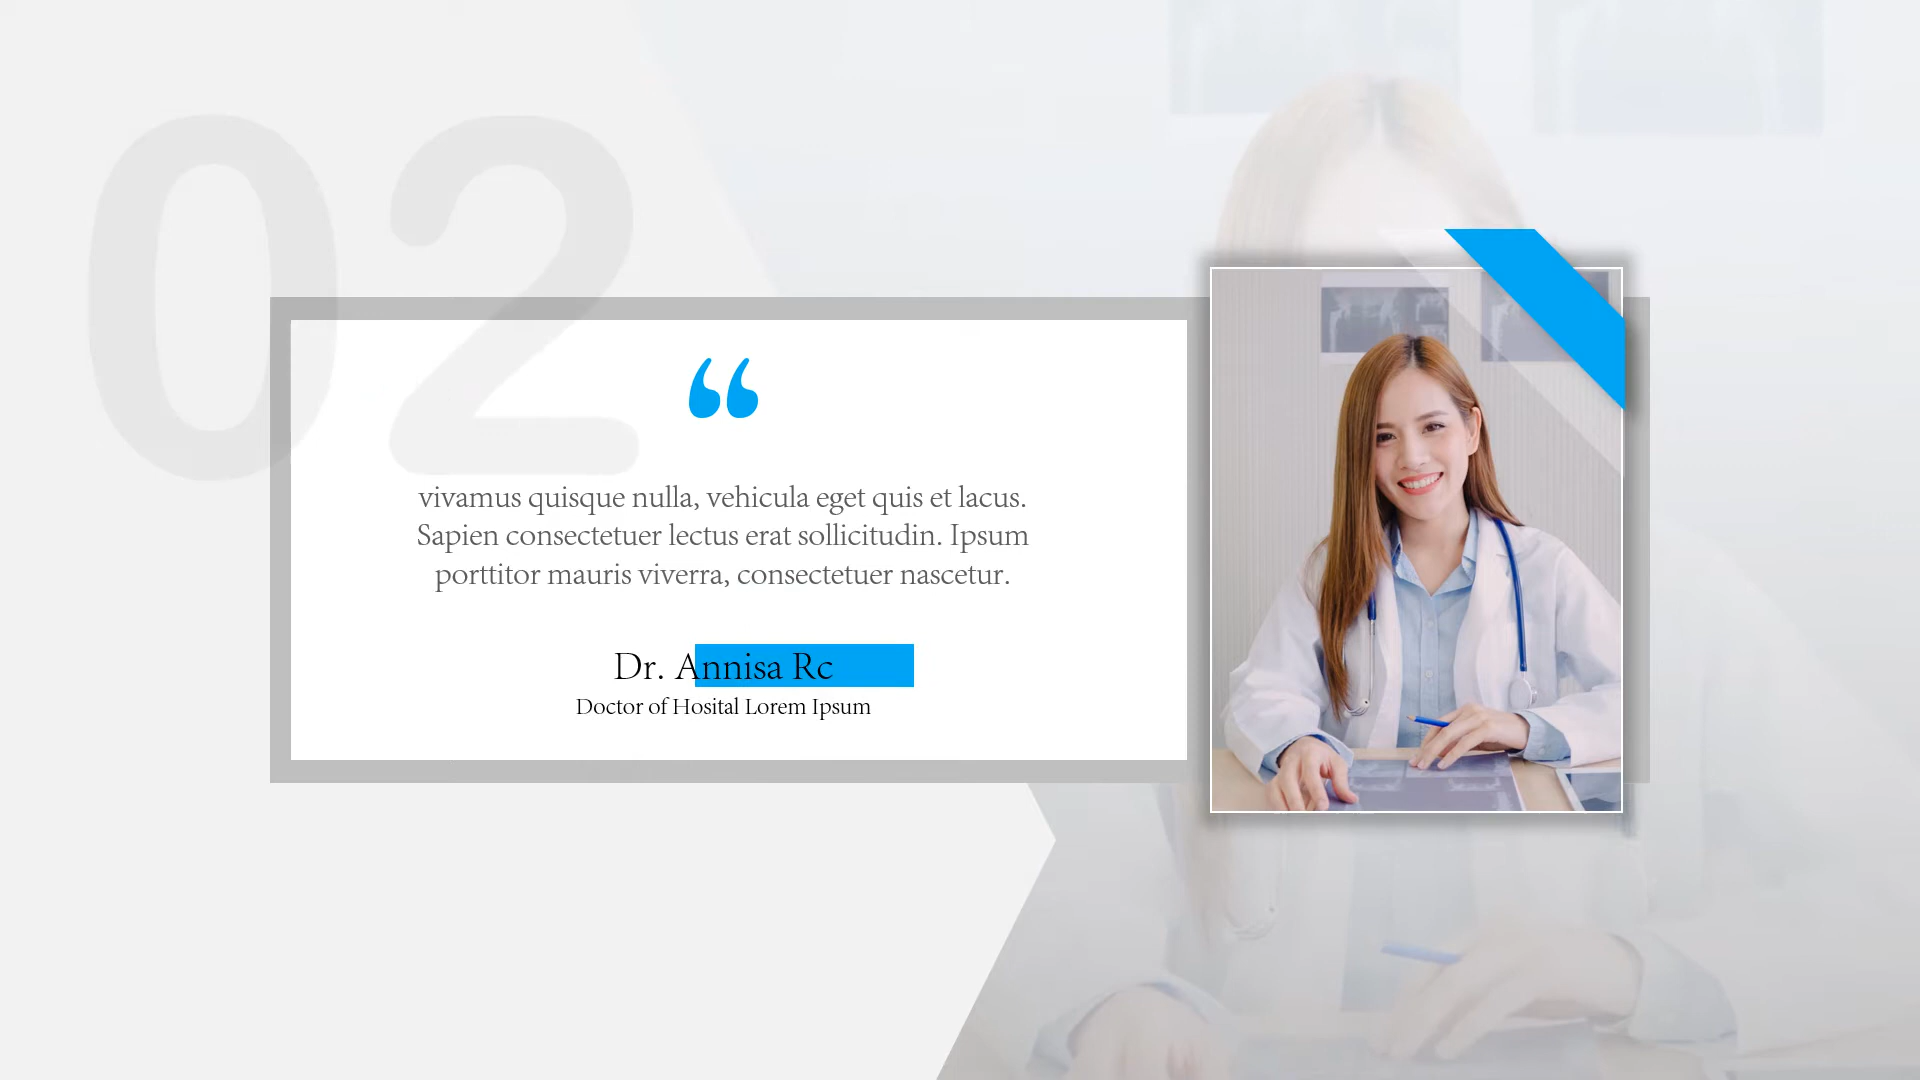 02
“
vivamus quisque nulla, vehicula eget quis et lacus.
Sapien consectetuer lectus erat sollicitudin. Ipsum
porttitor mauris viverra, consectetuer nascetur.
Dr. Annisa Rc
Doctor of Hosital Lorem Ipsum